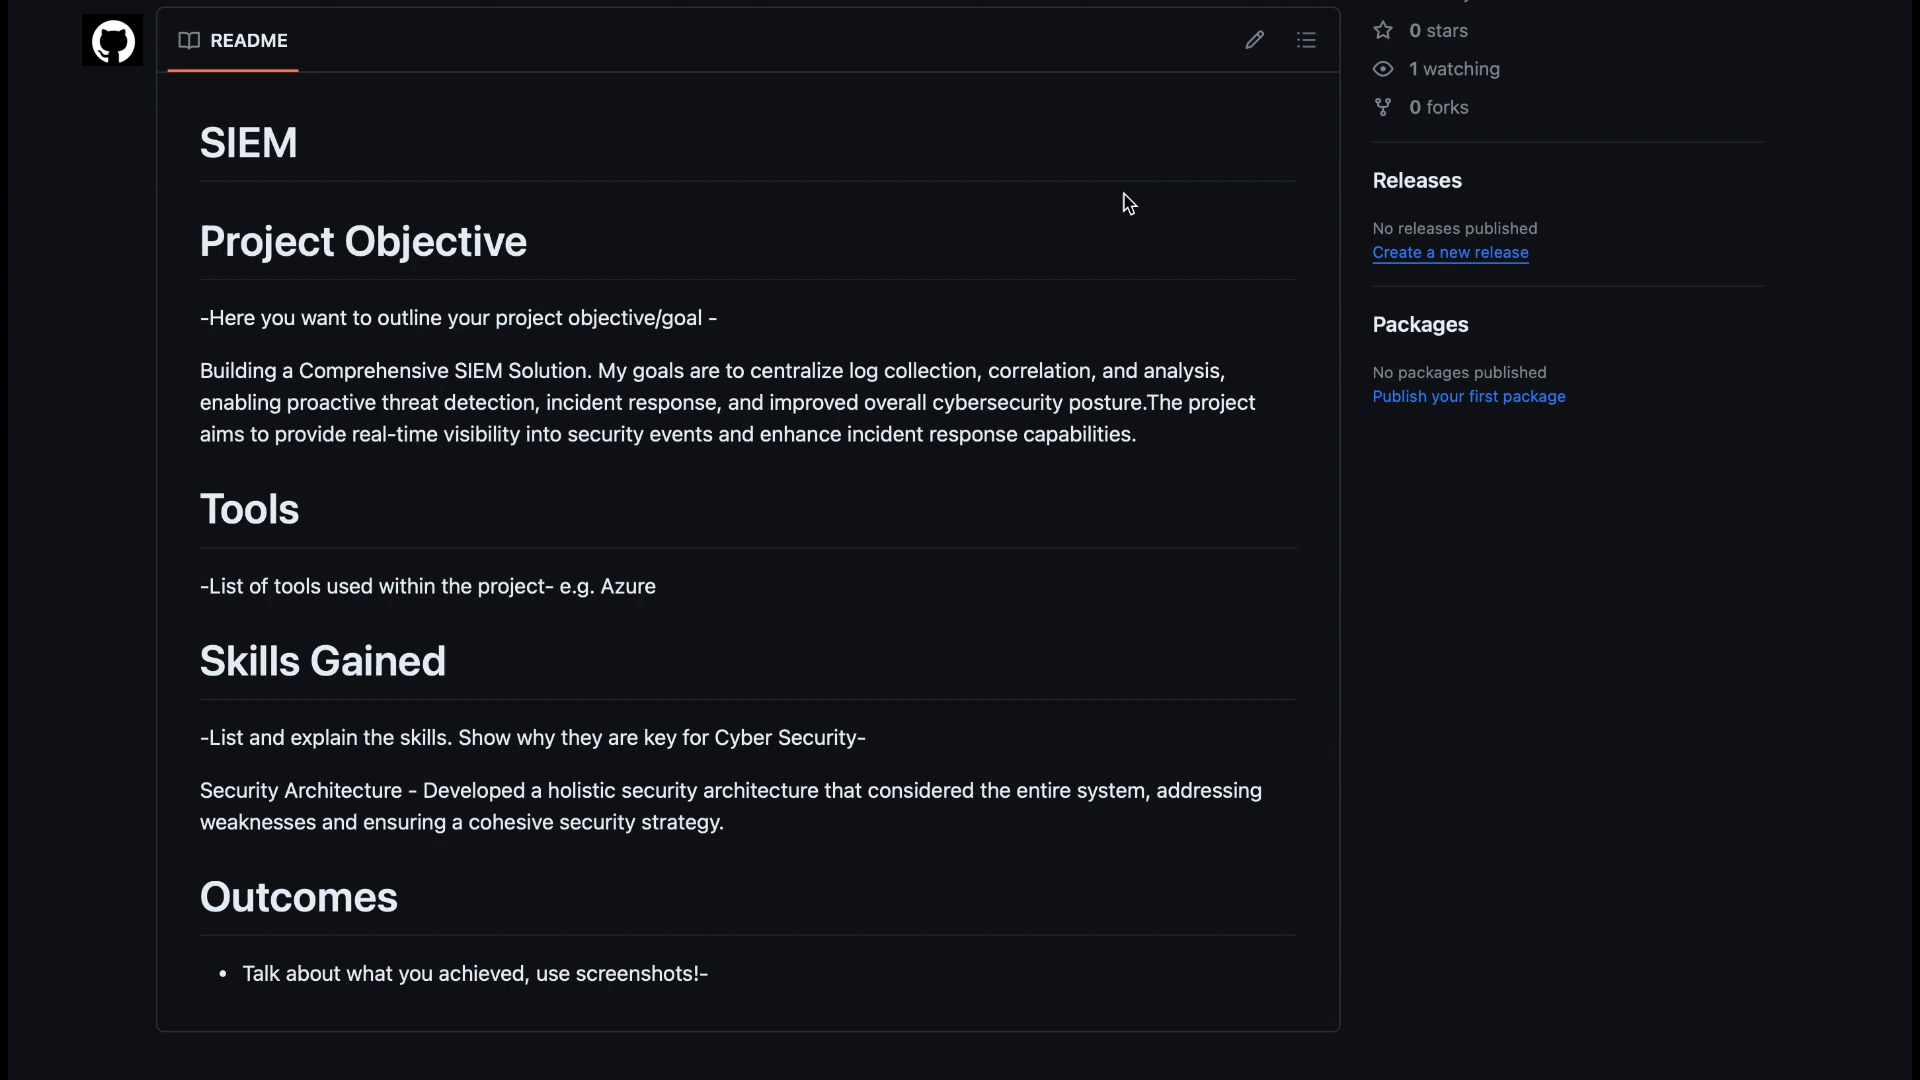 README
SIEM
Project Objective
-Here you want to outline your project objective/goal -
Building a Comprehensive SIEM Solution. My goals are to centralize log collection, correlation, and analysis,
enabling proactive threat detection, incident response, and improved overall cybersecurity posture.The project
aims to provide real-time visibility into security events and enhance incident response capabilities.
Tools
-List of tools used within the project- e.g. Azure
Skills Gained
-List and explain the skills. Show why they are key for Cyber Security-
Security Architecture - Developed a holistic security architecture that considered the entire system, addressing
weaknesses and ensuring a cohesive security strategy.
Outcomes
• Talk about what you achieved, use screenshots!-
0 stars
1 watching
0 forks
Releases
No releases published
Create a new release
Packages
No packages published
Publish your first package